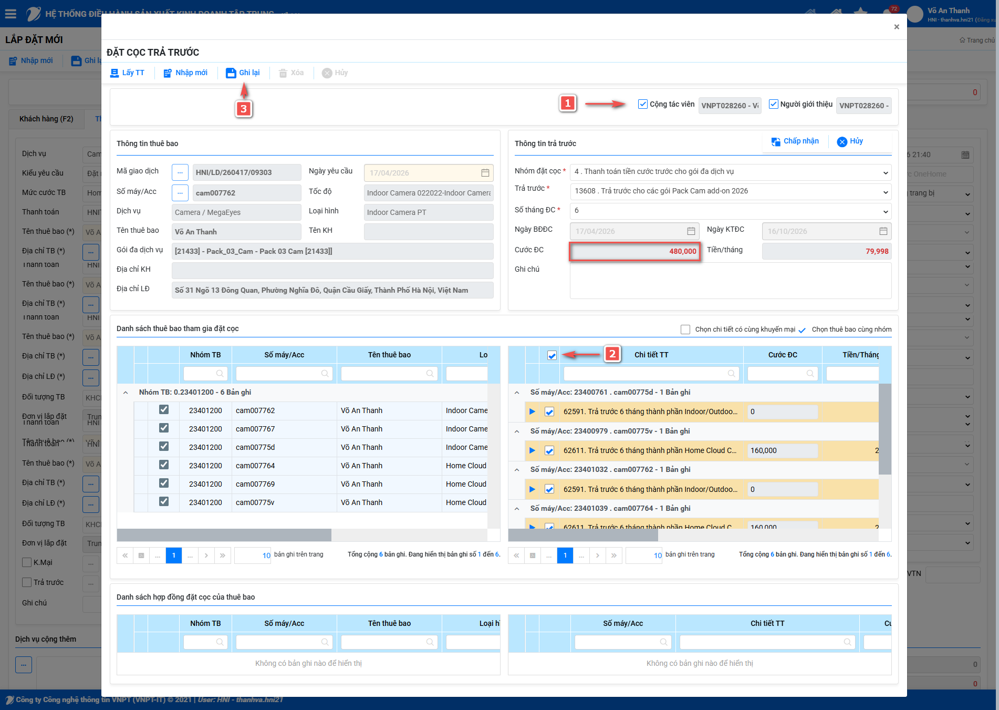 HỆ THỐNG ĐIỀU HÀNH SẢN XUẤT KINH DOANH TẬP TRUNG
72
Võ An Thanh
HNI - thanhva.hni21 (Đăng xu
LẮP ĐẶT MỚI
Trang chủ
Nhập mới
Ghi lạ
×
ĐẶT CỌC TRẢ TRƯỚC
Lấy TT
Nhập mới
Ghi lại
Xóa
Hủy
3
1
Cộng tác viên
VNPT028260 - Võ
Người giới thiệu
VNPT028260 -
0
Khách hàng (F2)
Th
Thông tin thuê bao
Mã giao dịch
...
HNI/LD/260417/09303
Ngày yêu cầu
17/04/2026
Số máy/Acc
...
cam007762
Tốc độ
Indoor Camera 022022-Indoor Camera
Dịch vụ
Camera / MegaEyes
Loại hình
Indoor Camera PT
Tên thuê bao
Võ An Thanh
Tên KH
Gói đa dịch vụ
[21433] - Pack_03_Cam - Pack 03 Cam [21433]]
Địa chỉ KH
Địa chỉ LĐ
Số 31 Ngõ 13 Đông Quan, Phường Nghĩa Đô, Quận Cầu Giấy, Thành Phố Hà Nội, Việt Nam
Thông tin trả trước
Chấp nhận
Hủy
Nhóm đặt cọc *
4 . Thanh toán tiền cước trước cho gói đa dịch vụ
Trả trước *
13608 . Trả trước cho các gói Pack Cam add-on 2026
Số tháng ĐC *
6
Ngày BĐĐC
17/04/2026
Ngày KTĐC
16/10/2026
Cước ĐC
480,000
Tiền/tháng
79,998
Ghi chú
Danh sách thuê bao tham gia đặt cọc
Chọn chi tiết có cùng khuyến mại
Chọn thuê bao cùng nhóm
Nhóm TB
Số máy/Acc
Tên thuê bao
Lo
Nhóm TB: 0.23401200 - 6 Bản ghi
23401200 cam007762 Võ An Thanh Indoor Came
23401200 cam007767 Võ An Thanh Indoor Came
23401200 cam00775d Võ An Thanh Indoor Came
23401200 cam007764 Võ An Thanh Home Cloud
23401200 cam007769 Võ An Thanh Home Cloud
23401200 cam00775v Võ An Thanh Home Cloud
« ... 1 ... > » 10 bản ghi trên trang
Tổng cộng 6 bản ghi. Đang hiển thị bản ghi số 1 đến 6.
2
Chi tiết TT
Cước ĐC
Tiền/Tháng
Số máy/Acc: 23400761 . cam00775d - 1 Bản ghi
62591. Trả trước 6 tháng thành phần Indoor/Outdoo... 0
Số máy/Acc: 23400979 . cam00775v - 1 Bản ghi
62611. Trả trước 6 tháng thành phần Home Cloud C... 160,000 2
Số máy/Acc: 23401032 . cam007762 - 1 Bản ghi
62591. Trả trước 6 tháng thành phần Indoor/Outdoo... 0
Số máy/Acc: 23401039 . cam007764 - 1 Bản ghi
62611. Trả trước 6 tháng thành phần Home Cloud C... 160,000 2
« ... 1 ... > » 10 bản ghi trên trang
Tổng cộng 6 bản ghi. Đang hiển thị bản ghi số 1 đến 6.
Danh sách hợp đồng đặt cọc của thuê bao
Nhóm TB
Số máy/Acc
Tên thuê bao
Loại h
Không có bản ghi nào để hiển thị
Số máy/Acc
Chi tiết TT
Không có bản ghi nào để hiển thị
Dịch vụ
Cam
Kiểu yêu cầu
Đặt
Mức cước TB
Hom
Thanh toán
HNI
Tên thuê bao (*)
Võ A
Địa chỉ TB (*)
...
Thanh toán
HNI
Tên thuê bao (*)
Võ A
Địa chỉ TB (*)
...
Thanh toán
HNI
Tên thuê bao (*)
Võ A
Địa chỉ TB (*)
...
Địa chỉ LĐ (*)
...
Đối tượng TB
KHC
Đơn vị lắp đặt
Trun
Thanh toán
HNI
Tên thuê bao (*)
Thanh toán
HNI
Tên thuê bao (*)
Võ A
Địa chỉ TB (*)
...
Địa chỉ LĐ (*)
...
Đối tượng TB
KHC
Đơn vị lắp đặt
Trun
K.Mại
...
Trả trước
...
Ghi chú
Dịch vụ cộng thêm
...
6 21:40
c OneHome
trang bị
VTN
0
0
Công ty Công nghệ thông tin VNPT (VNPT-IT) © 2021 | User: HNI - thanhva.hni21